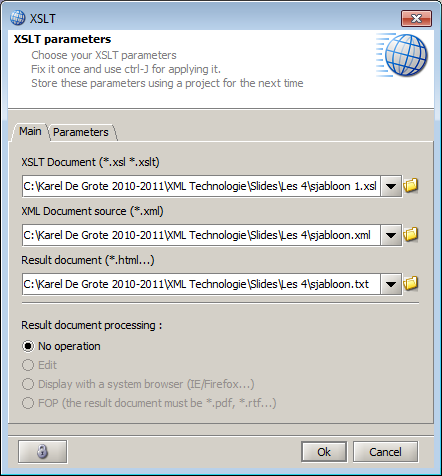 XSLT
XSLT parameters
Choose your XSLT parameters
Fix it once and use ctrl-J for applying it.
Store these parameters using a project for the next time
Main Parameters
XSLT Document (*.xsl *.xslt)
C:\Karel De Grote 2010-2011\XML Technologie\Slides\Les 4\sjabloon 1.xsl
XML Document source (*.xml)
C:\Karel De Grote 2010-2011\XML Technologie\Slides\Les 4\sjabloon.xml
Result document (*.html...)
C:\Karel De Grote 2010-2011\XML Technologie\Slides\Les 4\sjabloon.txt
Result document processing :
No operation
Edit
Display with a system browser (IE/Firefox...)
FOP (the result document must be *.pdf, *.rtf...)
Ok Cancel